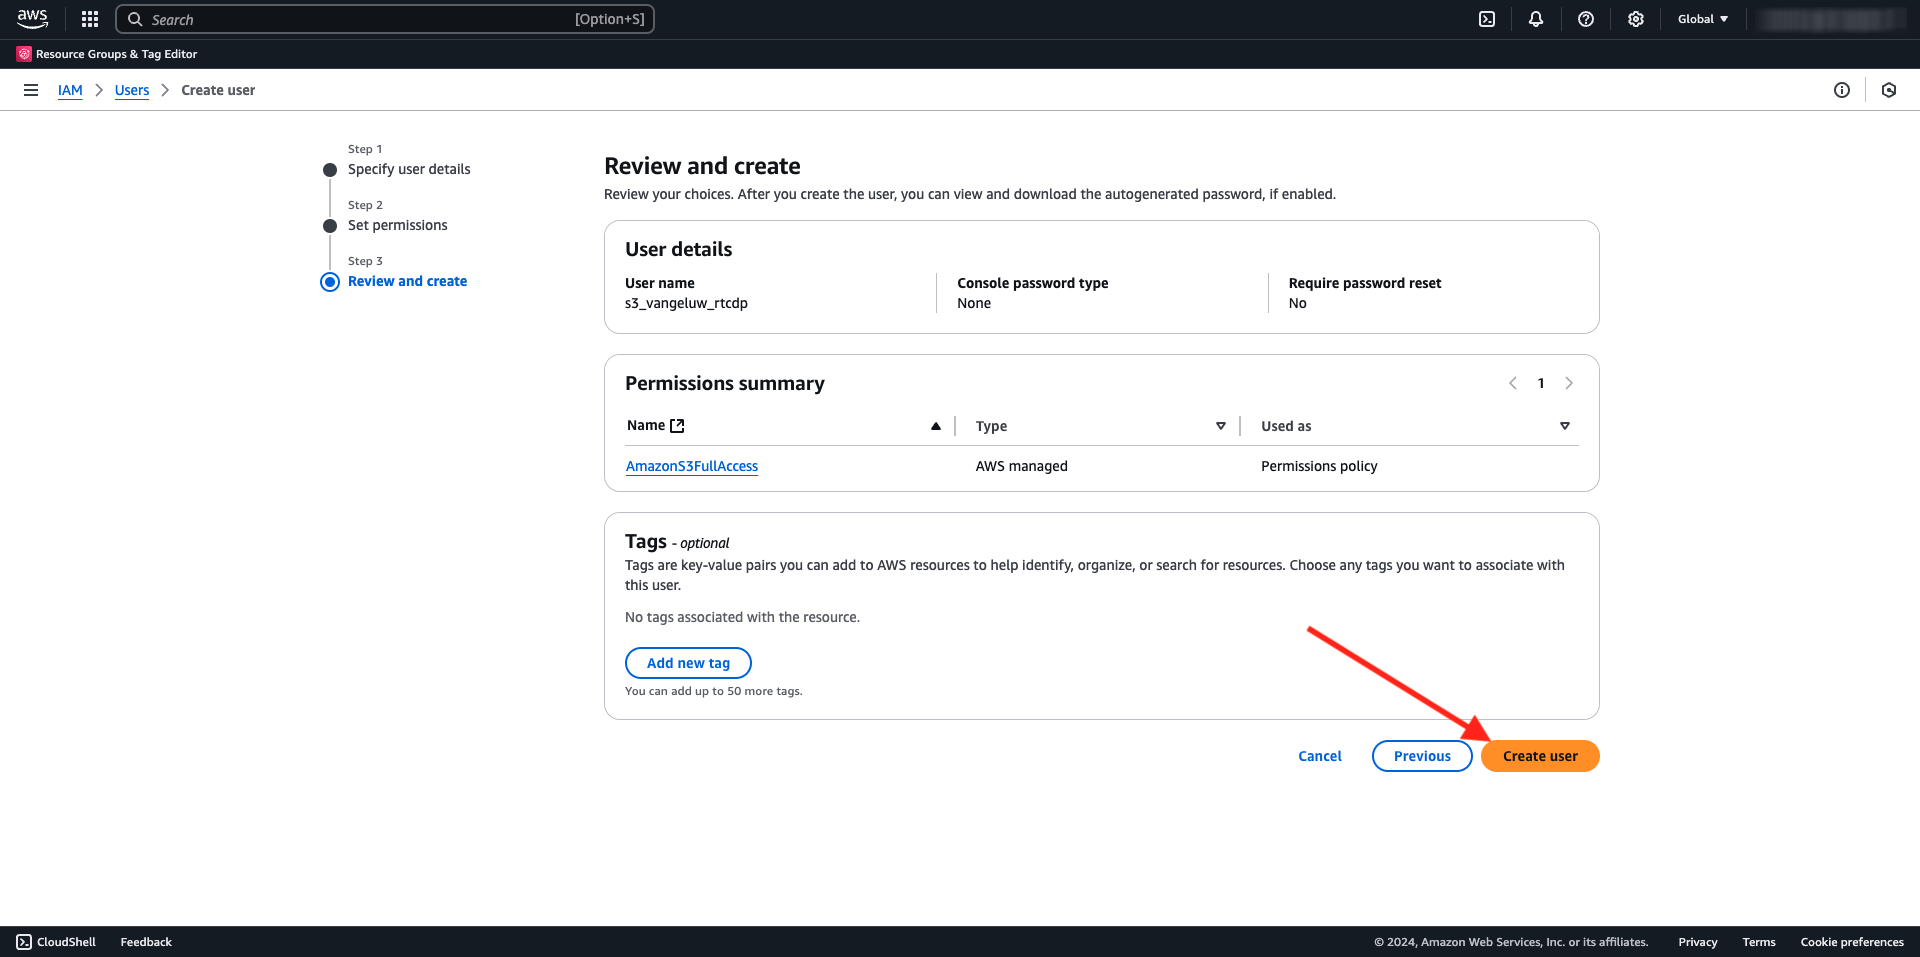 aws
Search [Option+S]
Global
Resource Groups & Tag Editor
IAM Users Create user
Step 1
Specify user details
Step 2
Set permissions
Step 3
Review and create
Review and create
Review your choices. After you create the user, you can view and download the autogenerated password, if enabled.
User details
User name Console password type Require password reset
s3_vangeluw_rtcdp None No
Permissions summary 1
Name Type Used as
AmazonS3FullAccess AWS managed Permissions policy
Tags - optional
Tags are key-value pairs you can add to AWS resources to help identify, organize, or search for resources. Choose any tags you want to associate with
this user.
No tags associated with the resource.
Add new tag
You can add up to 50 more tags.
Cancel Previous Create user
CloudShell Feedback © 2024, Amazon Web Services, Inc. or its affiliates. Privacy Terms Cookie preferences